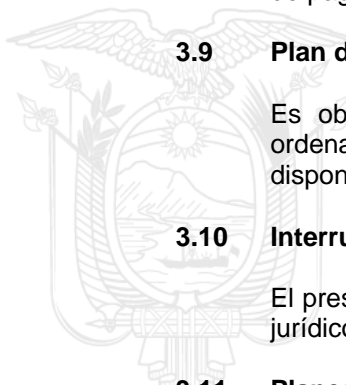 3.9 Plan d
Es ob
ordena
dispon
3.10 Interru
El pres
jurídico